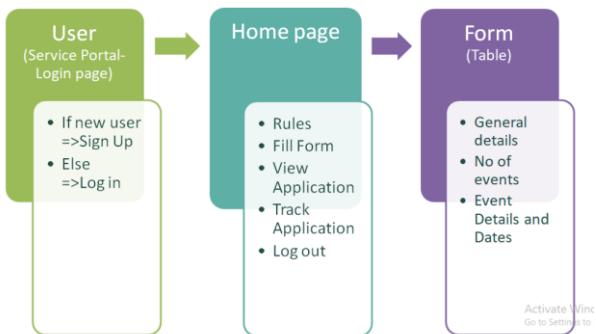 User
(Service Portal-
Login page)
• If new user
=>Sign Up
• Else
=>Log in
Home page
• Rules
• Fill Form
• View
Application
• Track
Application
• Log out
Form
(Table)
• General
details
• No of
events
• Event
Details and
Dates
Activate Wind
Go to Settings to